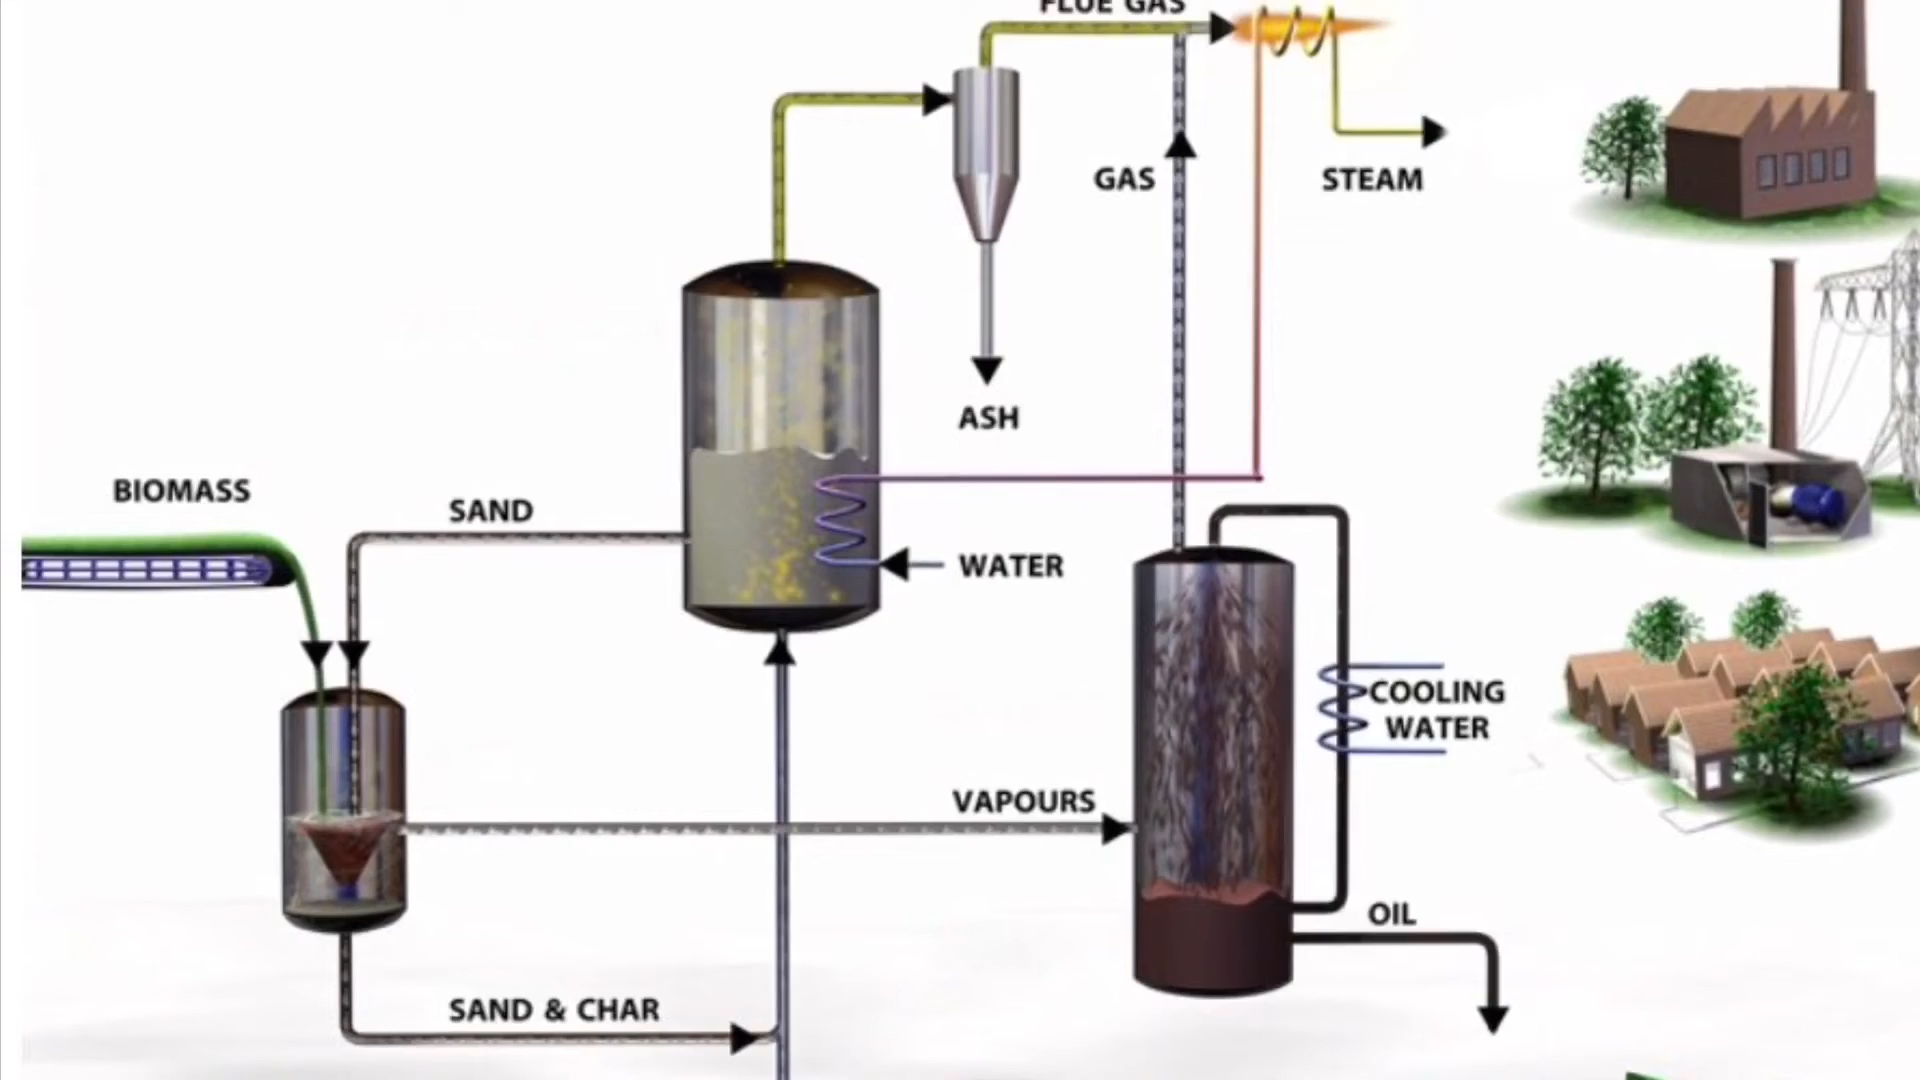 FLUE GAS
GAS
STEAM
ASH
BIOMASS
SAND
WATER
COOLING
WATER
VAPOURS
OIL
SAND & CHAR